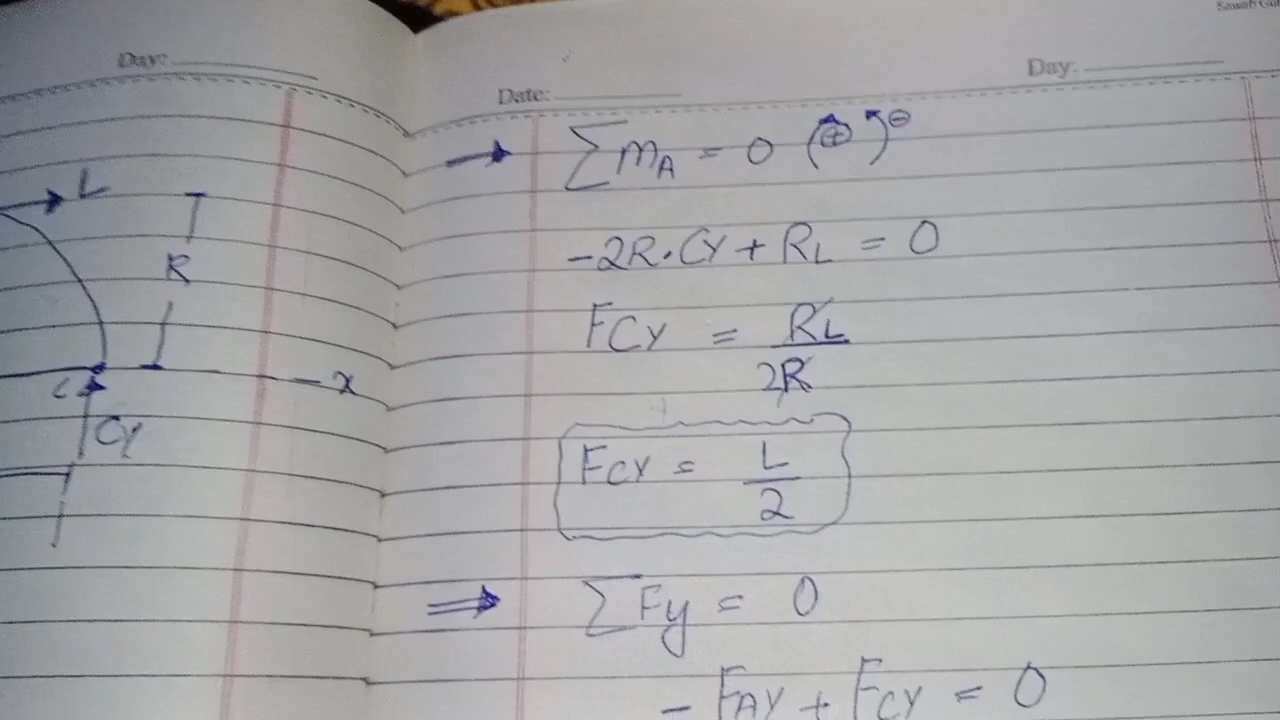 Day:
L
R
C
x
Cy
Date:
Day:
∑ mA = 0 (⊕ ) ⊖
-2R.Cy + RL = 0
FCy = RL / 2R
FCy = L / 2
⇒ ∑Fy = 0
- FAy + FCy = 0